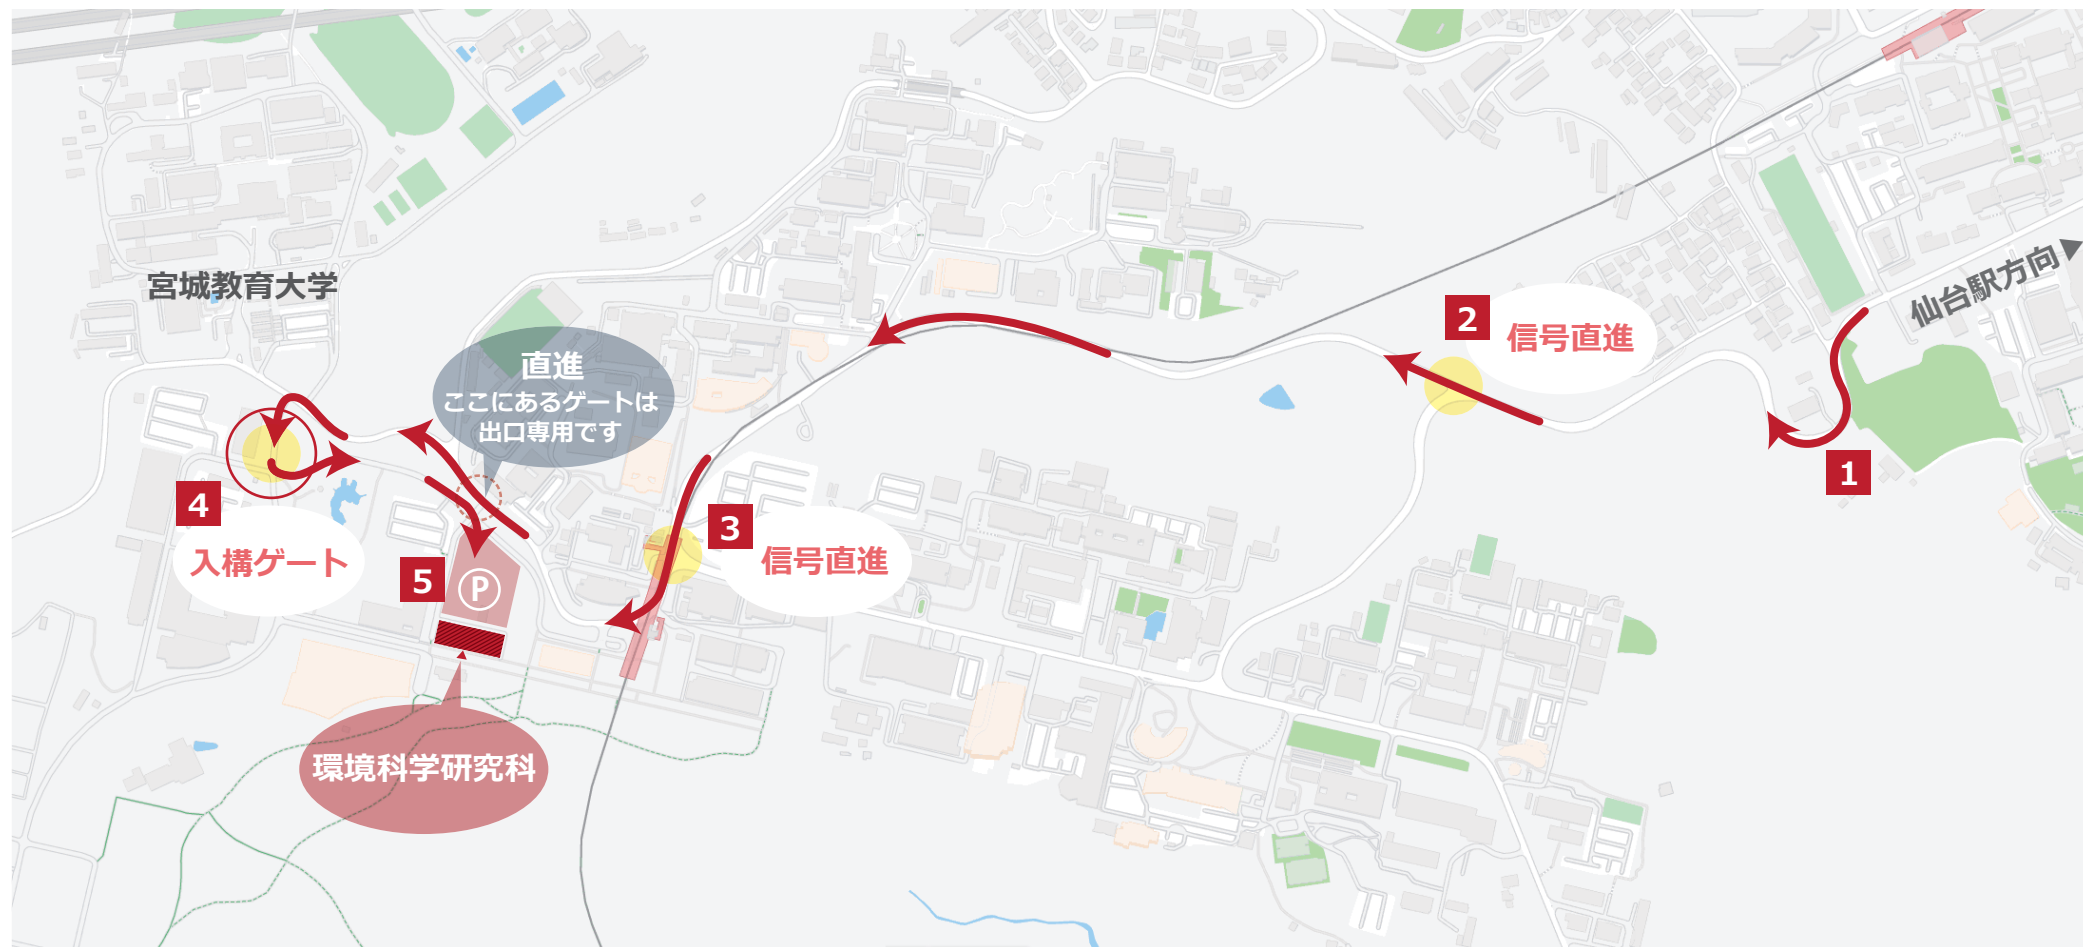 宮城教育大学
仙台駅方向▶
1
2
信号直進
直進
ここにあるゲートは
出口専用です
3
信号直進
4
入構ゲート
5
P
環境科学研究科